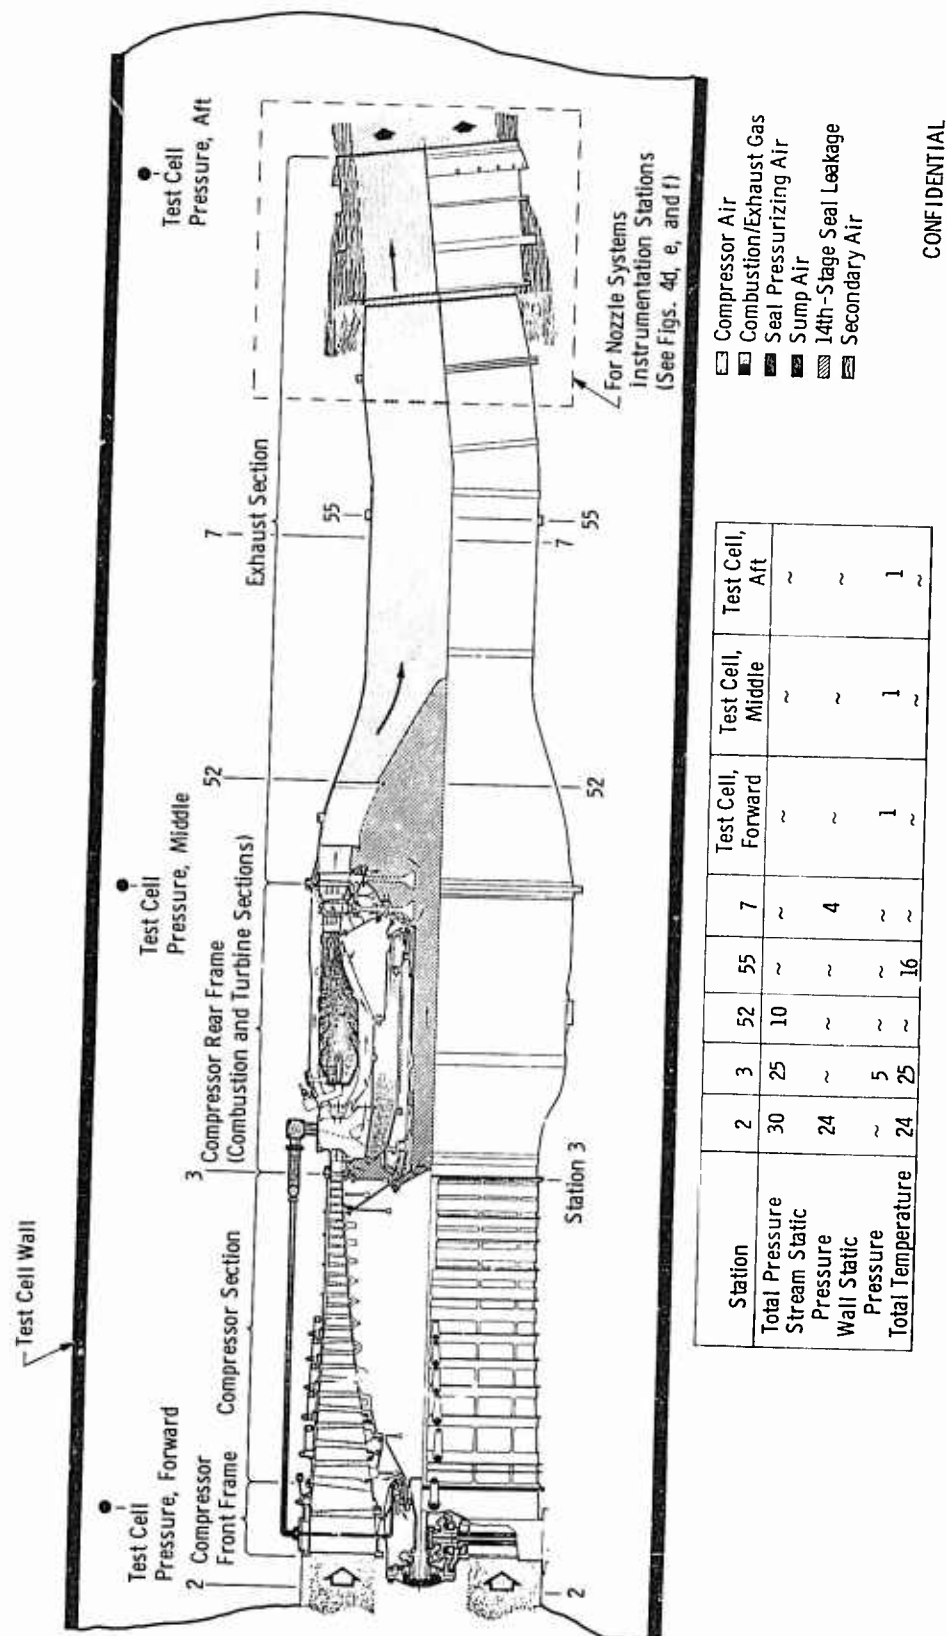 Test Cell Wall
Test Cell
Pressure, Forward
Test Cell
Pressure, Middle
Test Cell
Pressure, Aft
Compressor
Front Frame
Compressor Section
Compressor Rear Frame
(Combustion and Turbine Sections)
Exhaust Section
2
3
52
7
55
2
Station 3
52
7
55
For Nozzle Systems
Instrumentation Stations
(See Figs. 4d, e, and f)
Compressor Air
Combustion/Exhaust Gas
Seal Pressurizing Air
Sump Air
14th-Stage Seal Leakage
Secondary Air
Station 2 3 52 55 7 Test Cell, Forward Test Cell, Middle Test Cell, Aft
Total Pressure 30 25 10 ~ ~ ~ ~ ~
Stream Static
Pressure 24 ~ ~ ~ 4 ~ ~ ~
Wall Static
Pressure ~ 5 ~ ~ ~ 1 1 1
Total Temperature 24 25 ~ 16 ~ ~ ~ ~
CONFIDENTIAL